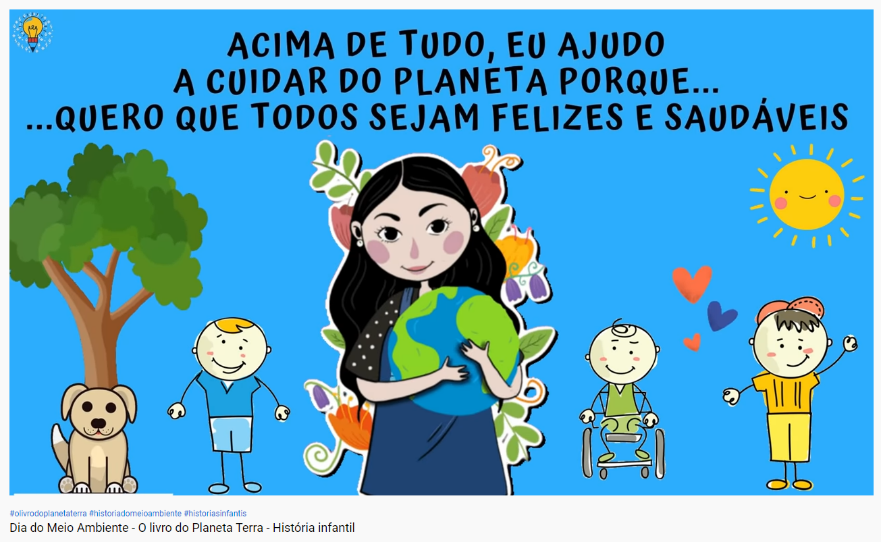 ACIMA DE TUDO, EU AJUDO
A CUIDAR DO PLANETA PORQUE...
...QUERO QUE TODOS SEJAM FELIZES E SAUDÁVEIS
#olivrodoplanetaterra #historiadomeioambiente #historiasinfantis
Dia do Meio Ambiente - O livro do Planeta Terra - História infantil